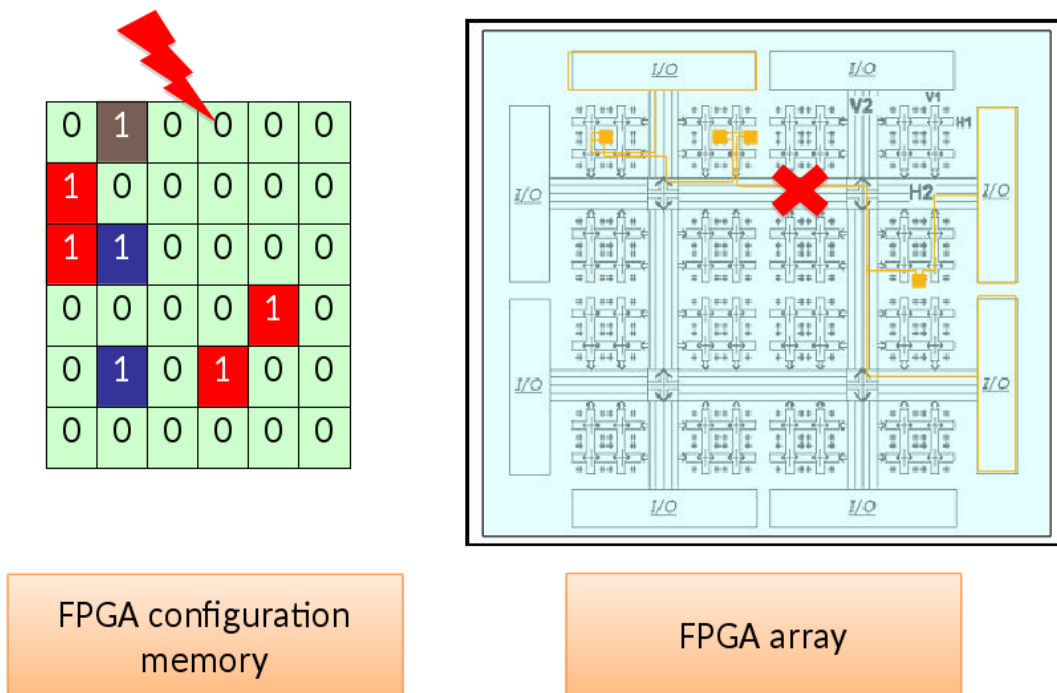 0 1 0 0 0 0
1 0 0 0 0 0
1 1 0 0 0 0
0 0 0 0 1 0
0 1 0 1 0 0
0 0 0 0 0 0
I/O
I/O
V2
V1
H1
I/O
H2
I/O
I/O
I/O
I/O
I/O
FPGA configuration
memory
FPGA array